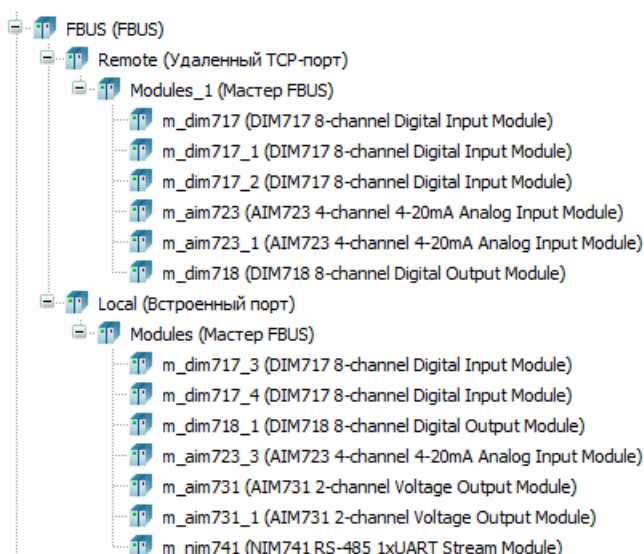 FBUS (FBUS)
Remote (Удаленный TCP-порт)
Modules_1 (Мастер FBUS)
m_dim717 (DIM717 8-channel Digital Input Module)
m_dim717_1 (DIM717 8-channel Digital Input Module)
m_dim717_2 (DIM717 8-channel Digital Input Module)
m_aim723 (AIM723 4-channel 4-20mA Analog Input Module)
m_aim723_1 (AIM723 4-channel 4-20mA Analog Input Module)
m_dim718 (DIM718 8-channel Digital Output Module)
Local (Встроенный порт)
Modules (Мастер FBUS)
m_dim717_3 (DIM717 8-channel Digital Input Module)
m_dim717_4 (DIM717 8-channel Digital Input Module)
m_dim718_1 (DIM718 8-channel Digital Output Module)
m_aim723_3 (AIM723 4-channel 4-20mA Analog Input Module)
m_aim731 (AIM731 2-channel Voltage Output Module)
m_aim731_1 (AIM731 2-channel Voltage Output Module)
m_nim741 (NIM741 RS-485 1xUART Stream Module)